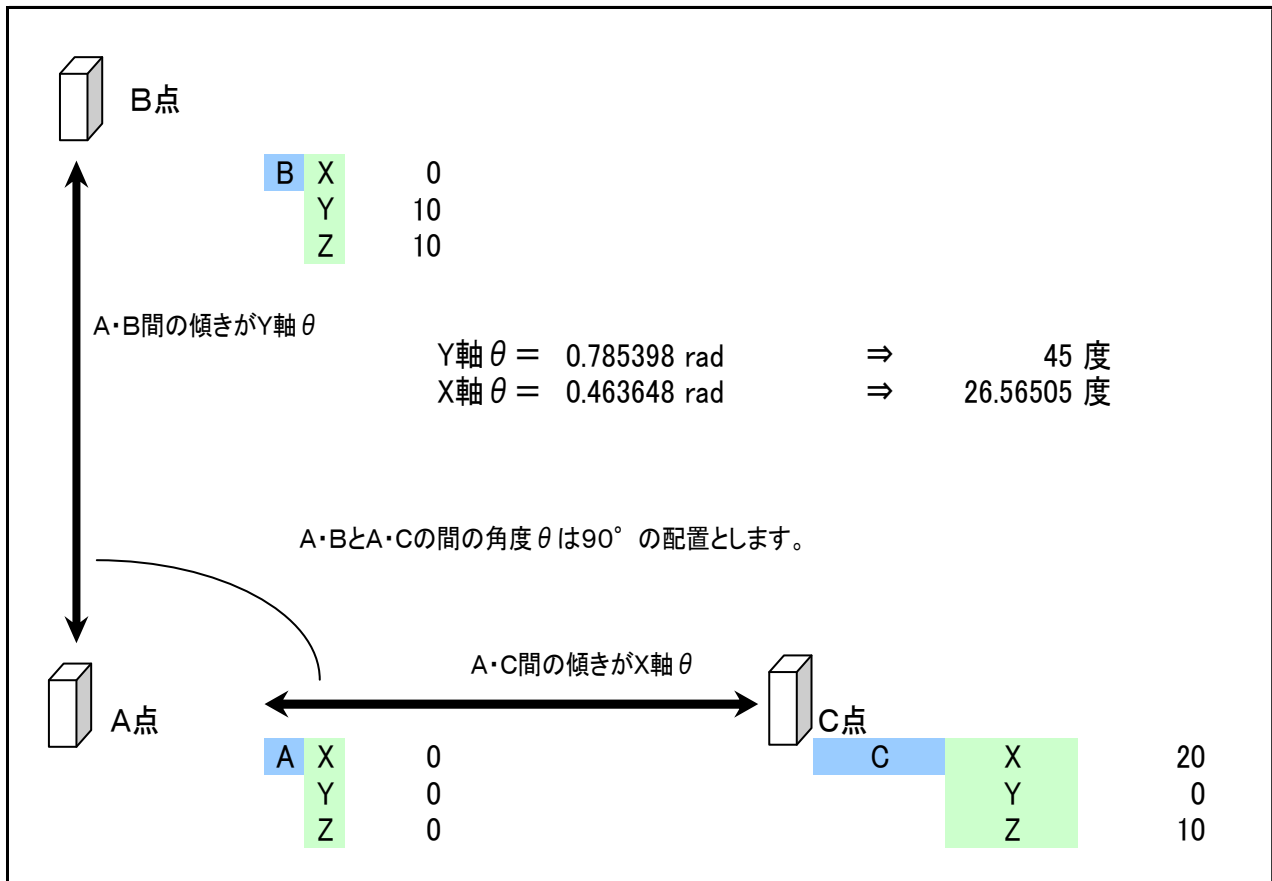 B点
B X 0
Y 10
Z 10
A・B間の傾きがY軸θ
Y軸θ＝ 0.785398 rad ⇒ 45 度
X軸θ＝ 0.463648 rad ⇒ 26.56505 度
A・BとA・Cの間の角度θは90°の配置とします。
A・C間の傾きがX軸θ
A点
C点
A X 0
Y 0
Z 0
C X 20
Y 0
Z 10